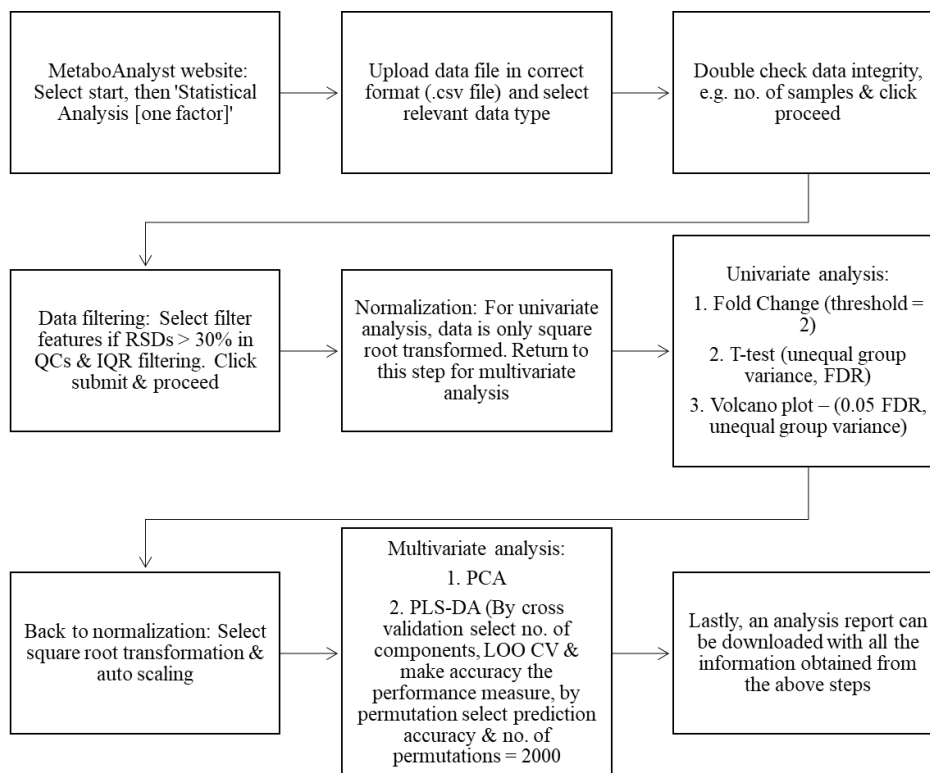 MetaboAnalyst website:
Select start, then 'Statistical
Analysis [one factor]'
Upload data file in correct
format (.csv file) and select
relevant data type
Double check data integrity,
e.g. no. of samples & click
proceed
Data filtering: Select filter
features if RSDs > 30% in
QCs & IQR filtering. Click
submit & proceed
Normalization: For univariate
analysis, data is only square
root transformed. Return to
this step for multivariate
analysis
Univariate analysis:
1. Fold Change (threshold =
2)
2. T-test (unequal group
variance, FDR)
3. Volcano plot – (0.05 FDR,
unequal group variance)
Back to normalization: Select
square root transformation &
auto scaling
Multivariate analysis:
1. PCA
2. PLS-DA (By cross
validation select no. of
components, LOO CV &
make accuracy the
performance measure, by
permutation select prediction
accuracy & no. of
permutations = 2000
Lastly, an analysis report can
be downloaded with all the
information obtained from
the above steps